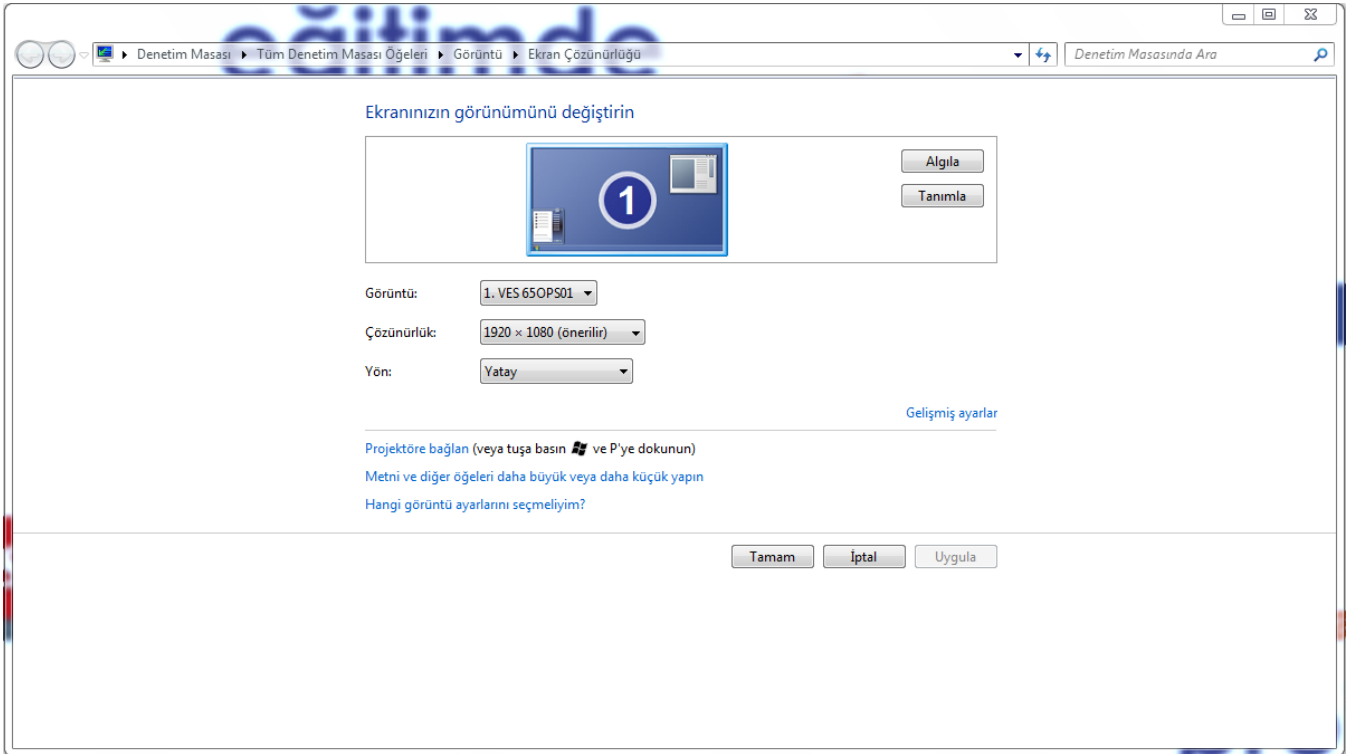 eğitimde
Denetim Masası ▸ Tüm Denetim Masası Öğeleri ▸ Görüntü ▸ Ekran Çözünürlüğü
Denetim Masasında Ara
Ekranınızın görünümünü değiştirin
1
Algıla
Tanımla
Görüntü: 1. VES 65OPS01
Çözünürlük: 1920 × 1080 (önerilir)
Yön: Yatay
Gelişmiş ayarlar
Projektöre bağlan (veya tuşa basın ve P'ye dokunun)
Metni ve diğer öğeleri daha büyük veya daha küçük yapın
Hangi görüntü ayarlarını seçmeliyim?
Tamam İptal Uygula